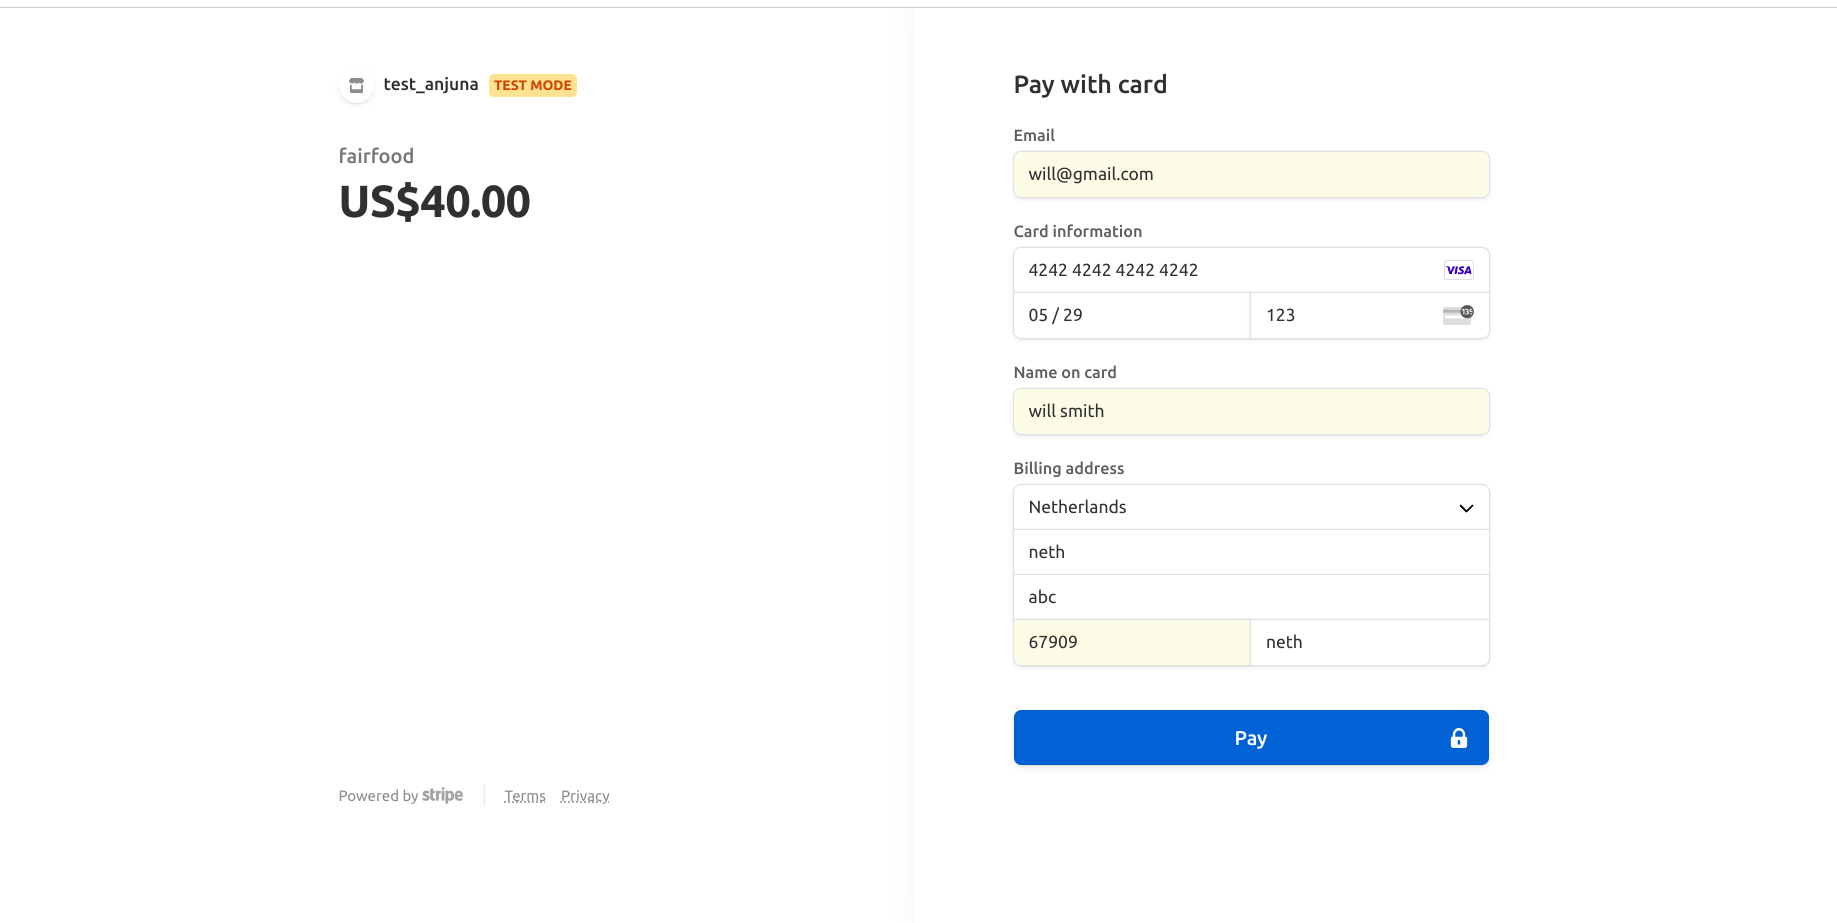 test_anjuna TEST MODE
fairfood
US$40.00
Powered by stripe Terms Privacy
Pay with card
Email
will@gmail.com
Card information
4242 4242 4242 4242 VISA
05 / 29 123 135
Name on card
will smith
Billing address
Netherlands
neth
abc
67909 neth
Pay